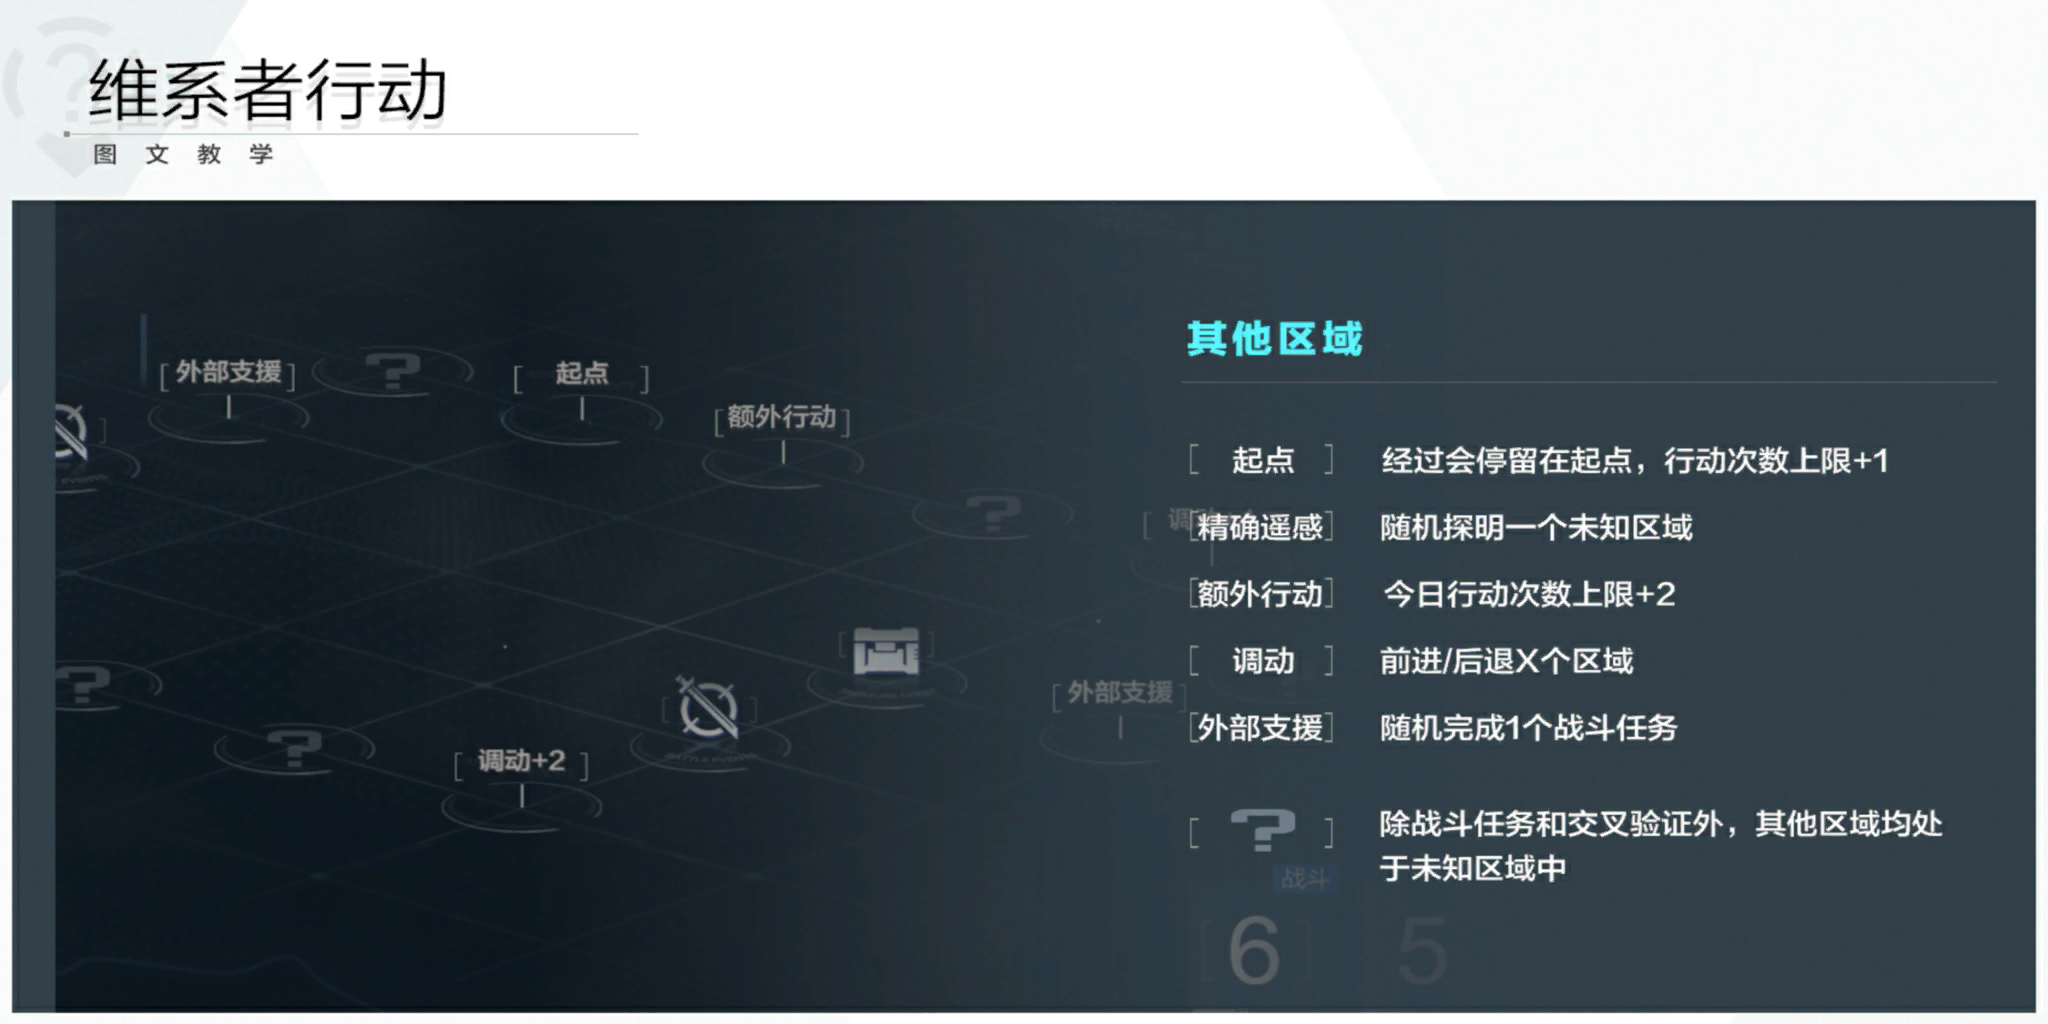 维系者行动
图文教学
[外部支援]
?
[起点]
[额外行动]
?
?
?
[调动+2]
[外部支援]
其他区域
[起点] 经过会停留在起点，行动次数上限+1
[精确遥感] 随机探明一个未知区域
[额外行动] 今日行动次数上限+2
[调动] 前进/后退X个区域
[外部支援] 随机完成1个战斗任务
[?] 除战斗任务和交叉验证外，其他区域均处
于未知区域中
战斗
[6] 5